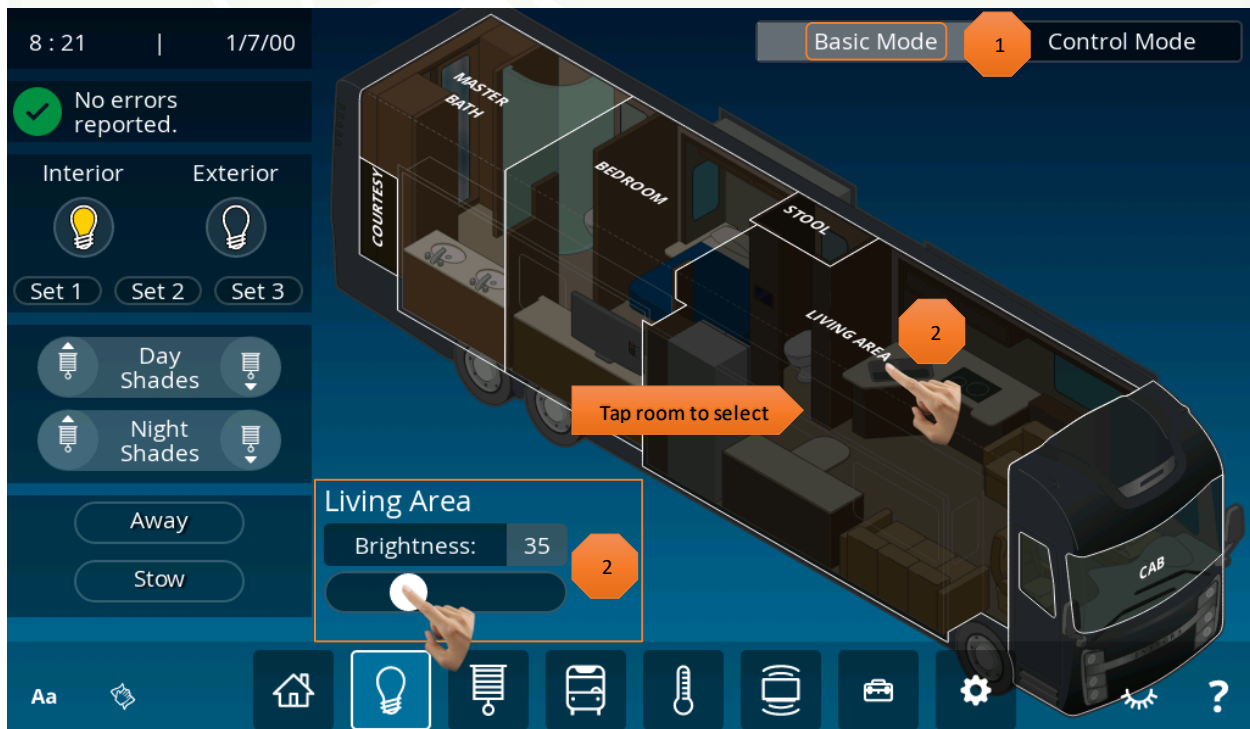 8 : 21 | 1/7/00
Basic Mode
1
Control Mode
No errors
reported.
Interior
Exterior
Set 1
Set 2
Set 3
Day
Shades
Night
Shades
Away
Stow
MASTER
BATH
COURTESY
BEDROOM
STOOL
LIVING AREA
2
Tap room to select
CAB
Living Area
Brightness: 35
2
Aa
?